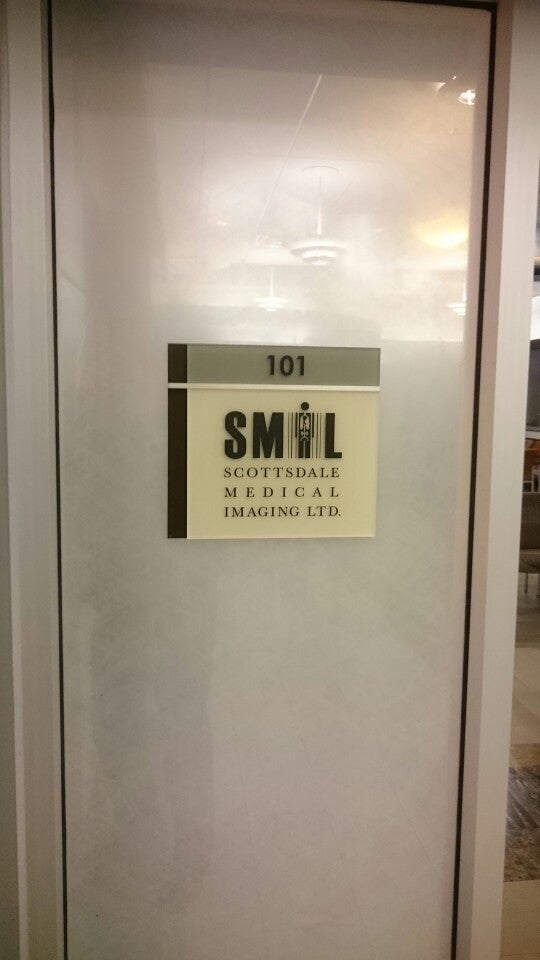 101
SMIL
SCOTTSDALE
MEDICAL
IMAGING LTD.